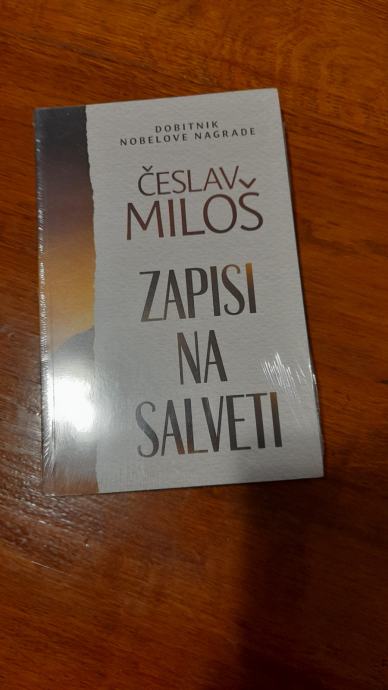 DOBITNIK
NOBELOVE NAGRADE
ČESLAV
MILOŠ
ZAPISI
NA
SALVETI